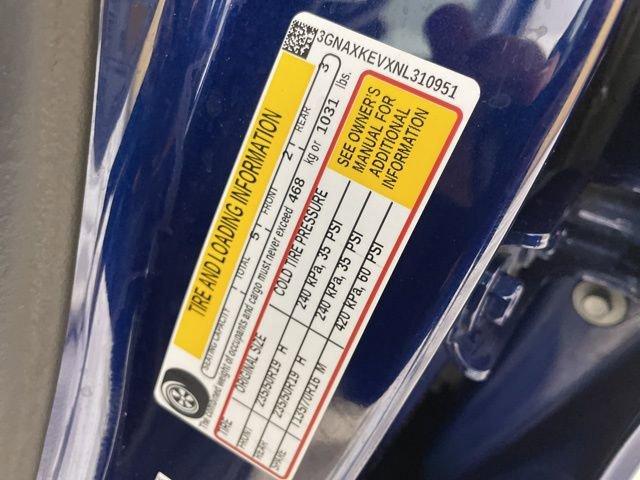 3GNAXKEVXNL310951
TIRE AND LOADING INFORMATION
SEATING CAPACITY | TOTAL 5 | FRONT 2 | REAR 3
The combined weight of occupants and cargo must never exceed 468 kg or 1031 lbs.
TIRE ORIGINAL SIZE COLD TIRE PRESSURE
FRONT 235/50R19 H 240 kPa, 35 PSI
REAR 235/50R19 H 240 kPa, 35 PSI
SPARE T135/70R16 M 420 kPa, 60 PSI
SEE OWNER'S
MANUAL FOR
ADDITIONAL
INFORMATION